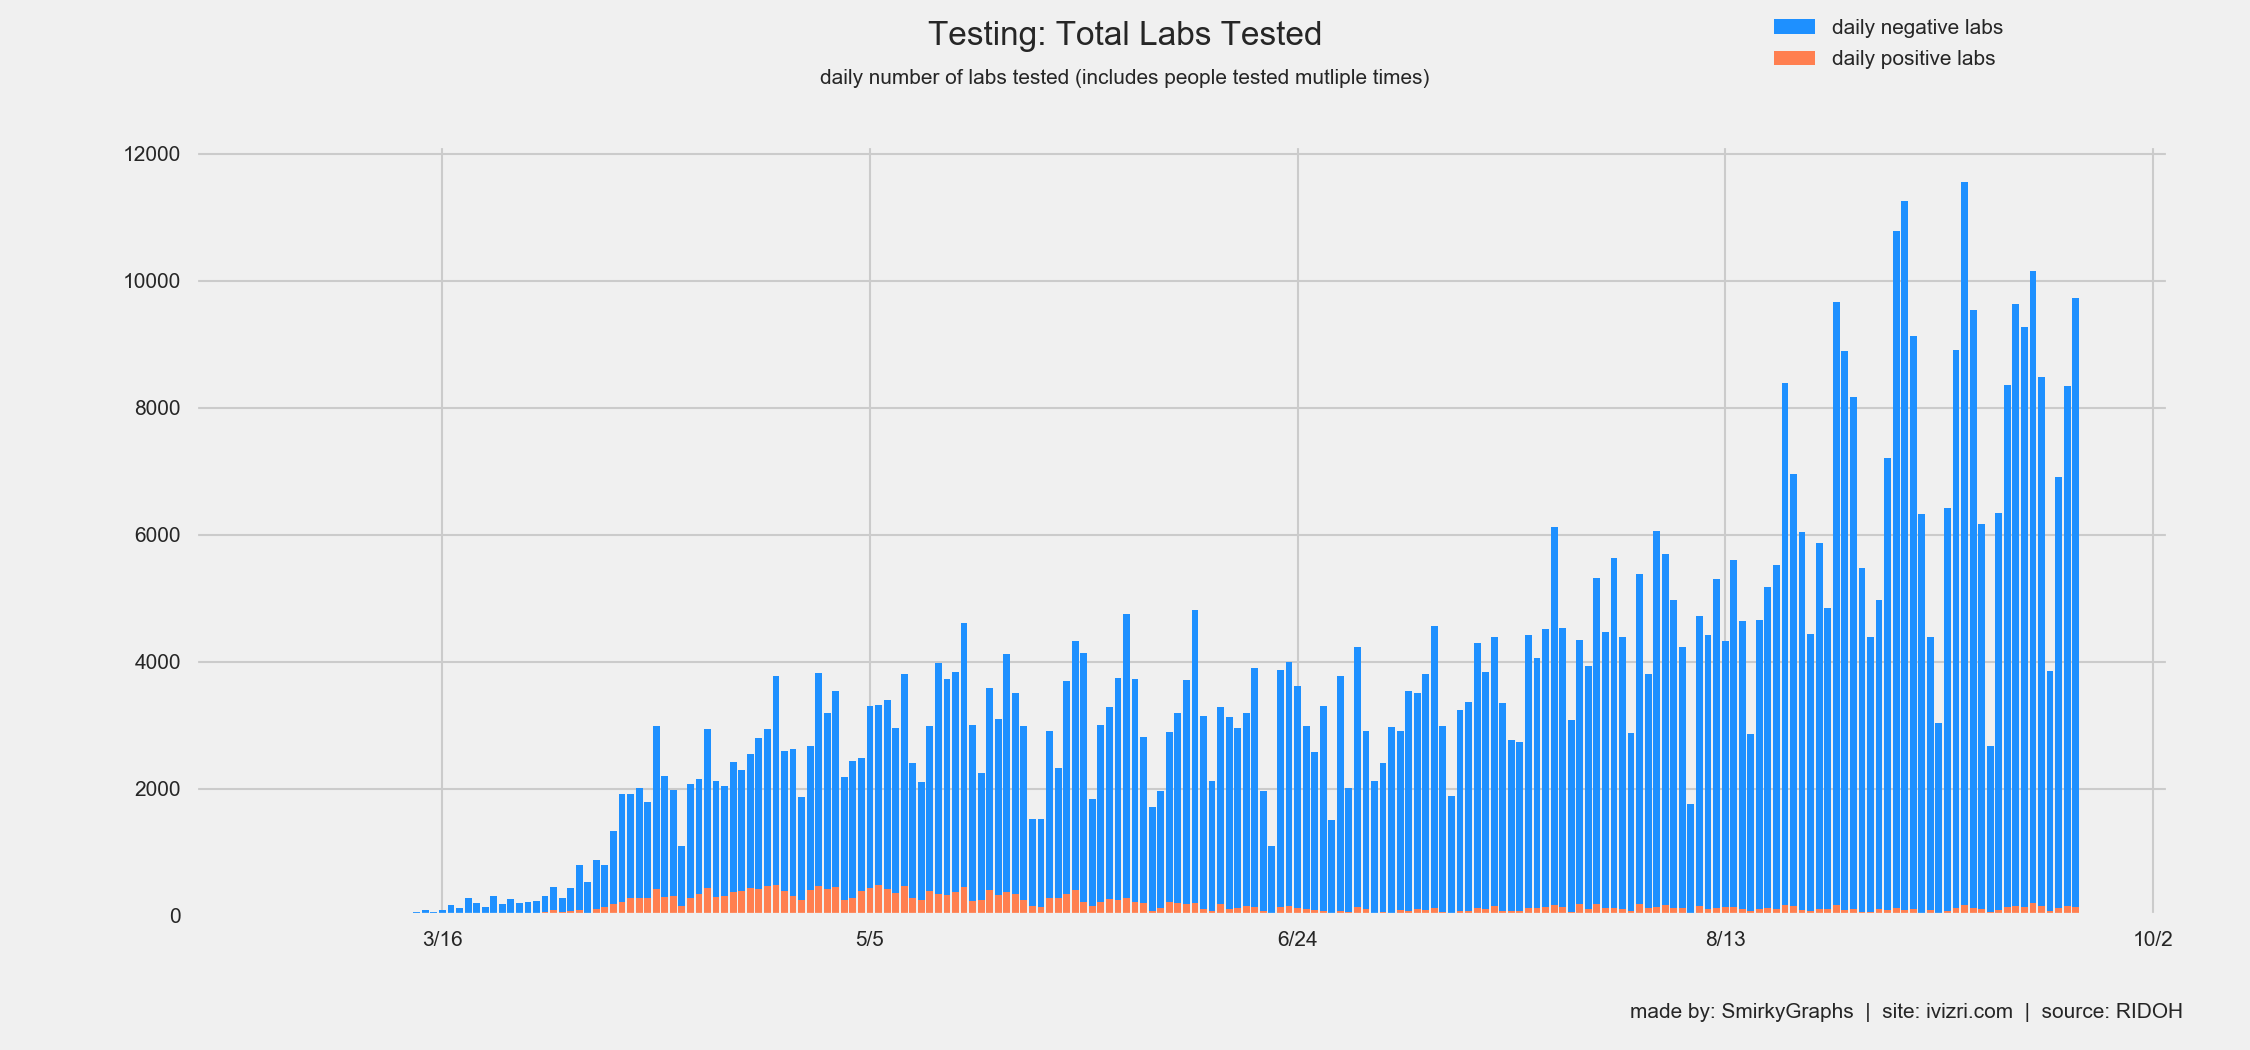 Testing: Total Labs Tested
daily number of labs tested (includes people tested mutliple times)
daily negative labs
daily positive labs
12000
10000
8000
6000
4000
2000
0
3/16 5/5 6/24 8/13 10/2
made by: SmirkyGraphs | site: ivizri.com | source: RIDOH